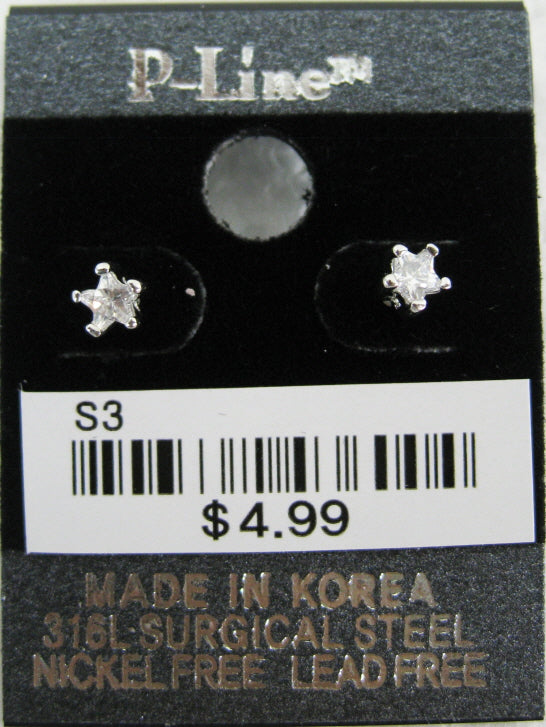 P-Line™
S3
$4.99
MADE IN KOREA
316L SURGICAL STEEL
NICKEL FREE LEAD FREE